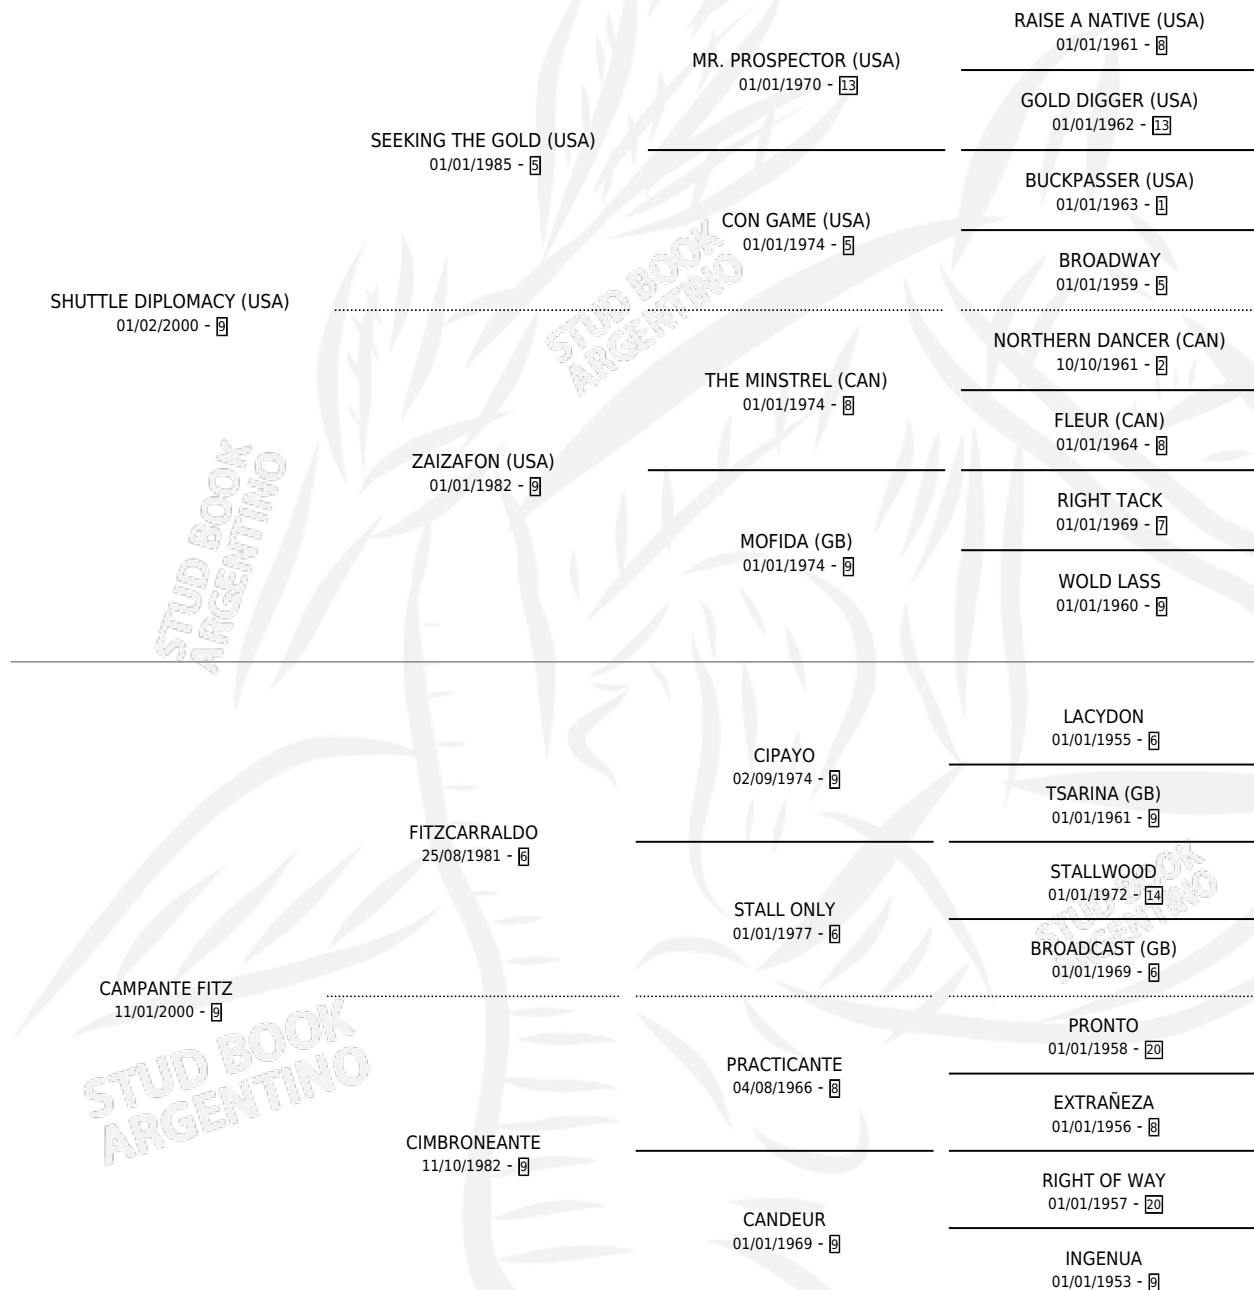 RAISE A NATIVE (USA)
01/01/1961 - 8
MR. PROSPECTOR (USA)
01/01/1970 - 13
GOLD DIGGER (USA)
01/01/1962 - 13
SEEKING THE GOLD (USA)
01/01/1985 - 5
BUCKPASSER (USA)
01/01/1963 - 1
CON GAME (USA)
01/01/1974 - 5
BROADWAY
01/01/1959 - 5
SHUTTLE DIPLOMACY (USA)
01/02/2000 - 9
NORTHERN DANCER (CAN)
10/10/1961 - 2
THE MINSTREL (CAN)
01/01/1974 - 8
FLEUR (CAN)
01/01/1964 - 8
ZAIZAFON (USA)
01/01/1982 - 9
RIGHT TACK
01/01/1969 - 7
MOFIDA (GB)
01/01/1974 - 9
WOLD LASS
01/01/1960 - 9
LACYDON
01/01/1955 - 6
CIPAYO
02/09/1974 - 9
TSARINA (GB)
01/01/1961 - 9
FITZCARRALDO
25/08/1981 - 6
STALLWOOD
01/01/1972 - 14
STALL ONLY
01/01/1977 - 6
BROADCAST (GB)
01/01/1969 - 6
CAMPANTE FITZ
11/01/2000 - 9
PRONTO
01/01/1958 - 20
PRACTICANTE
04/08/1966 - 8
EXTRAÑEZA
01/01/1956 - 8
CIMBRONEANTE
11/10/1982 - 9
RIGHT OF WAY
01/01/1957 - 20
CANDEUR
01/01/1969 - 9
INGENUA
01/01/1953 - 9
STUD BOOK
ARGENTINO
STUD BOOK
ARGENTINO
STUD BOOK
ARGENTINO
STUD BOOK
ARGENTINO